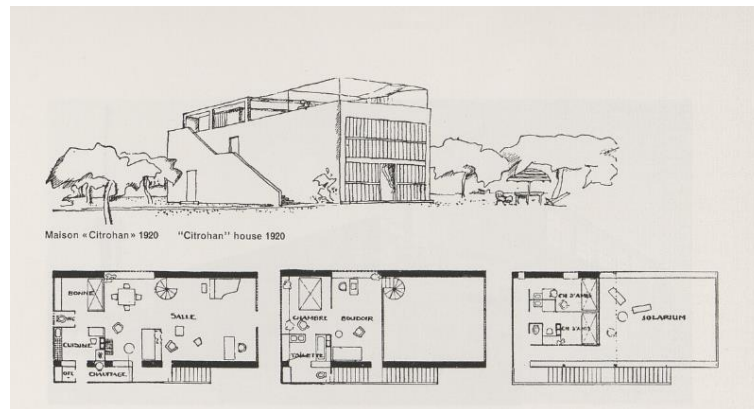 Maison «Citrohan» 1920 "Citrohan" house 1920
BONNE
SALLE
CUISINE
CHAUFFAGE
CHAMBRE
BOUDOIR
TOILETTE
CH D'AMIS
CH D'AMIS
SOLARIUM